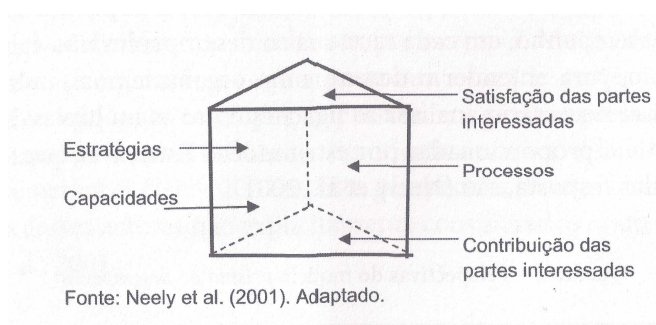 Satisfação das partes
interessadas
Estratégias
Processos
Capacidades
Contribuição das
partes interessadas
Fonte: Neely et al. (2001). Adaptado.